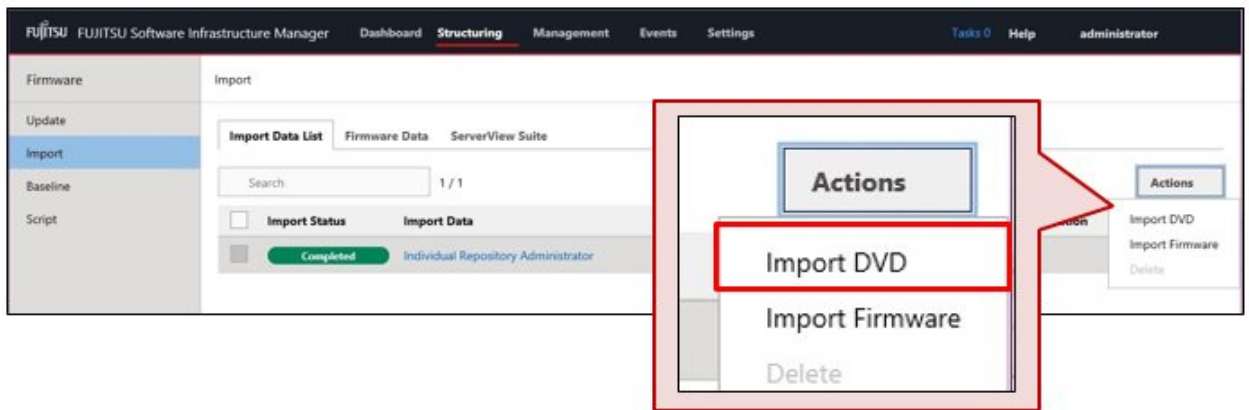 FUJITSU FUJITSU Software Infrastructure Manager Dashboard Structuring Management Events Settings Tasks 0 Help administrator
Firmware
Import
Update
Import
Baseline
Script
Import Data List Firmware Data ServerView Suite
Search 1 / 1
Actions
Import Status Import Data
Completed Individual Repository Administrator
Import DVD
Import Firmware
Delete
Actions
Import DVD
Import Firmware
Delete